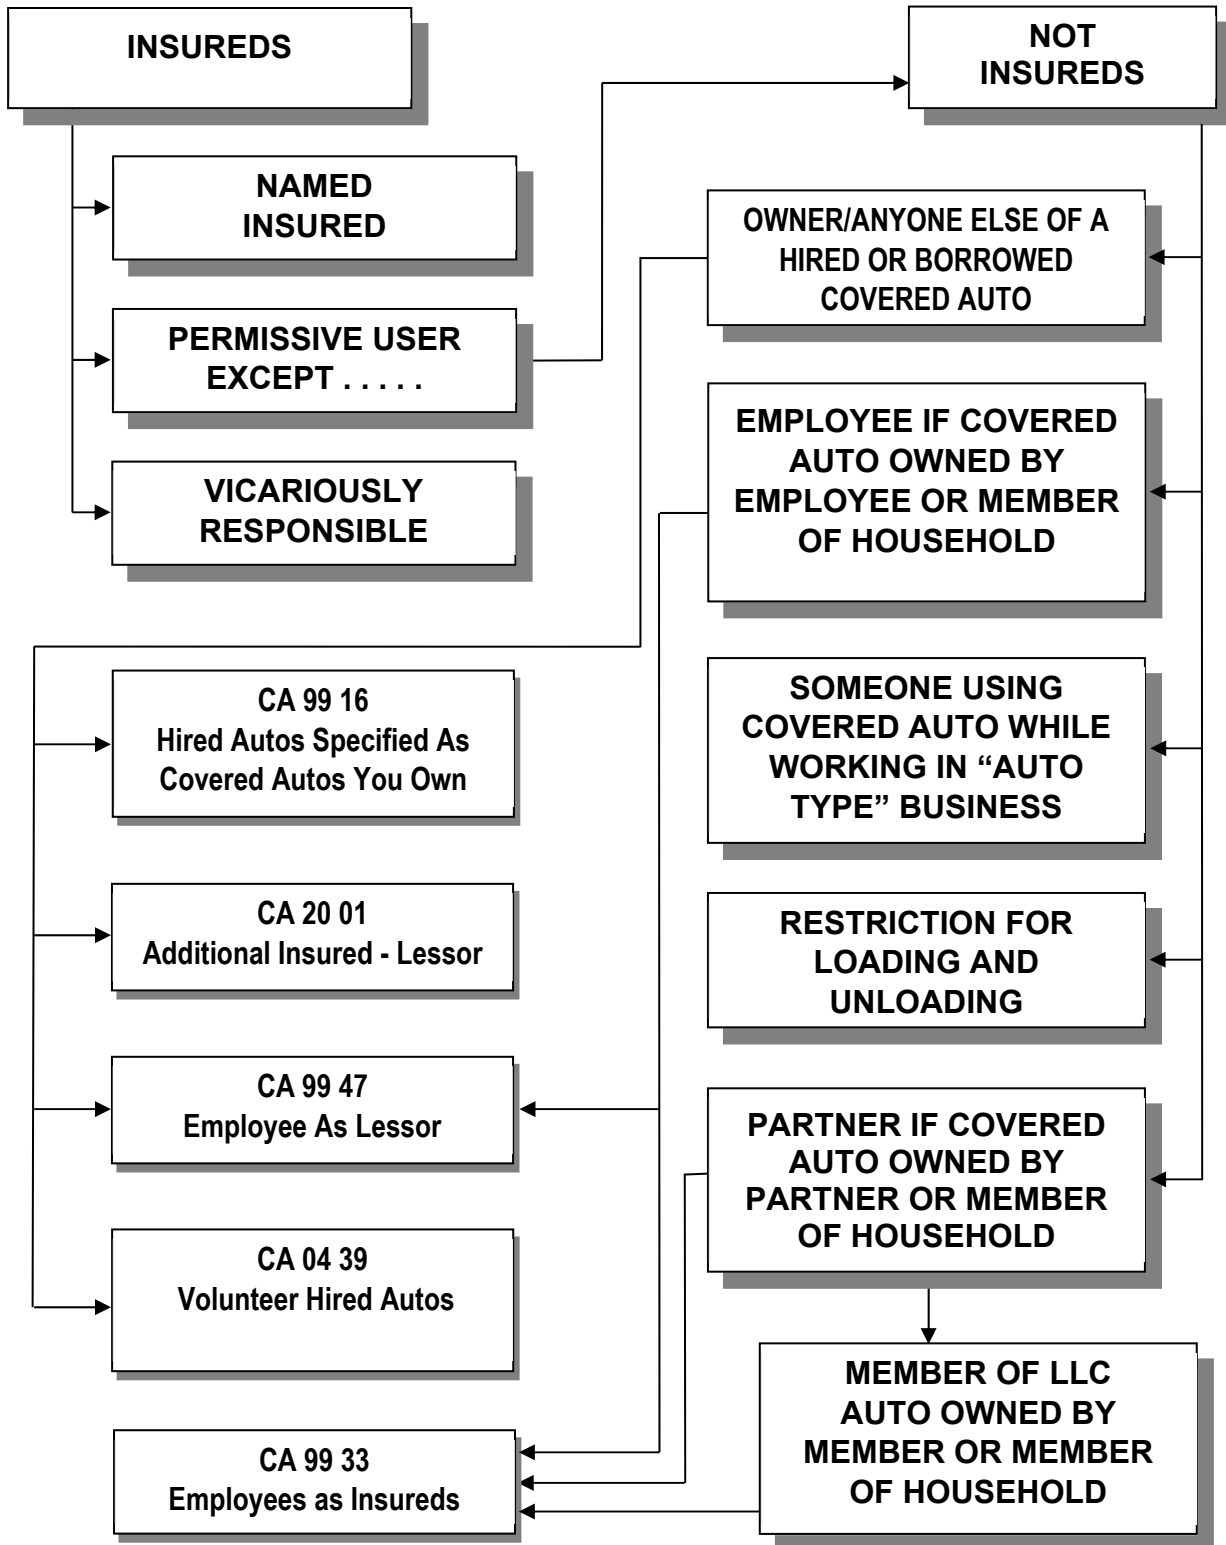 INSUREDS
NOT
INSUREDS
NAMED
INSURED
PERMISSIVE USER
EXCEPT . . . . .
VICARIOUSLY
RESPONSIBLE
OWNER/ANYONE ELSE OF A
HIRED OR BORROWED
COVERED AUTO
EMPLOYEE IF COVERED
AUTO OWNED BY
EMPLOYEE OR MEMBER
OF HOUSEHOLD
SOMEONE USING
COVERED AUTO WHILE
WORKING IN “AUTO
TYPE” BUSINESS
RESTRICTION FOR
LOADING AND
UNLOADING
PARTNER IF COVERED
AUTO OWNED BY
PARTNER OR MEMBER
OF HOUSEHOLD
MEMBER OF LLC
AUTO OWNED BY
MEMBER OR MEMBER
OF HOUSEHOLD
CA 99 16
Hired Autos Specified As
Covered Autos You Own
CA 20 01
Additional Insured - Lessor
CA 99 47
Employee As Lessor
CA 04 39
Volunteer Hired Autos
CA 99 33
Employees as Insureds